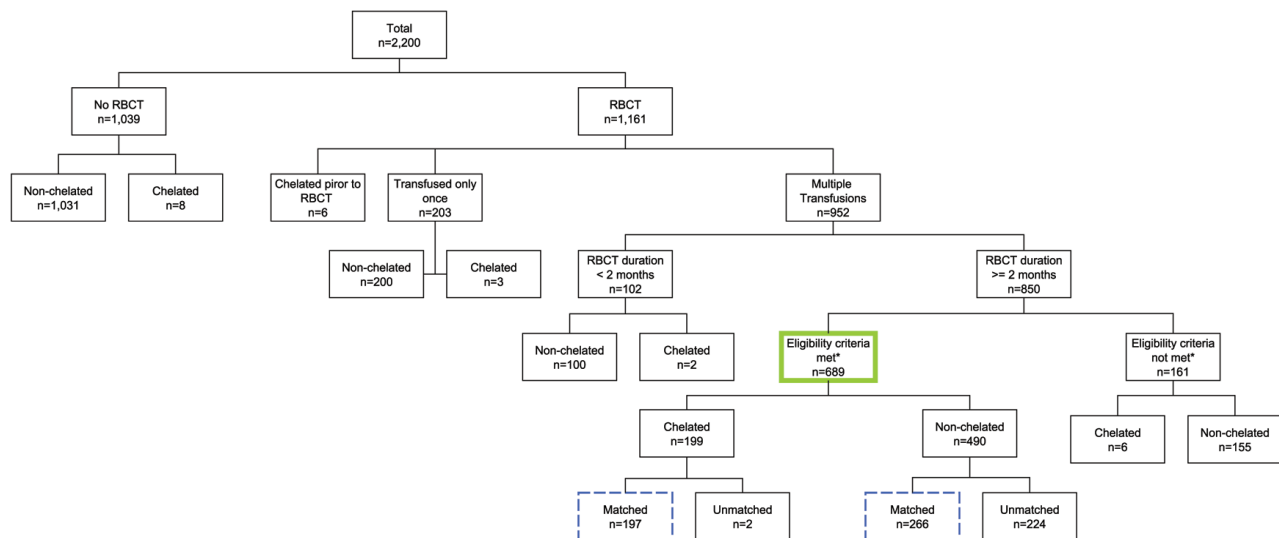 Total
n=2,200
No RBCT
n=1,039
RBCT
n=1,161
Non-chelated
n=1,031
Chelated
n=8
Chelated piror to
RBCT
n=6
Transfused only
once
n=203
Multiple
Transfusions
n=952
Non-chelated
n=200
Chelated
n=3
RBCT duration
< 2 months
n=102
RBCT duration
>= 2 months
n=850
Non-chelated
n=100
Chelated
n=2
Eligibility criteria
met*
n=689
Eligibility criteria
not met*
n=161
Chelated
n=199
Non-chelated
n=490
Chelated
n=6
Non-chelated
n=155
Matched
n=197
Unmatched
n=2
Matched
n=266
Unmatched
n=224